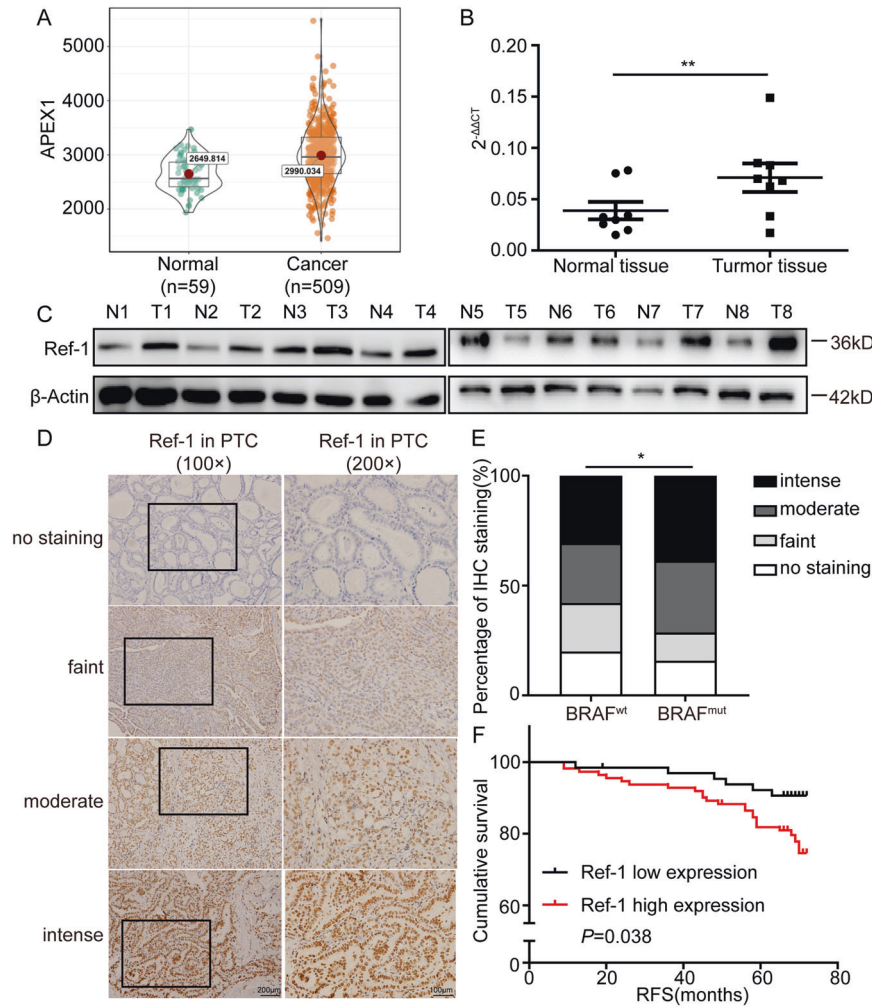 A
APEX1
5000
4000
3000
2000
2649.814
2990.034
Normal
(n=59)
Cancer
(n=509)
B
2-ΔΔCT
0.20
0.15
0.10
0.05
0.00
**
Normal tissue
Turmor tissue
C
N1 T1 N2 T2 N3 T3 N4 T4 N5 T5 N6 T6 N7 T7 N8 T8
Ref-1
36kD
β-Actin
42kD
D
Ref-1 in PTC
(100×)
Ref-1 in PTC
(200×)
no staining
faint
moderate
intense
200μm
100μm
E
Percentage of IHC staining(%)
100
50
0
*
BRAFwt
BRAFmut
intense
moderate
faint
no staining
F
Cumulative survival
100
80
60
0
Ref-1 low expression
Ref-1 high expression
P=0.038
0 20 40 60 80
RFS(months)